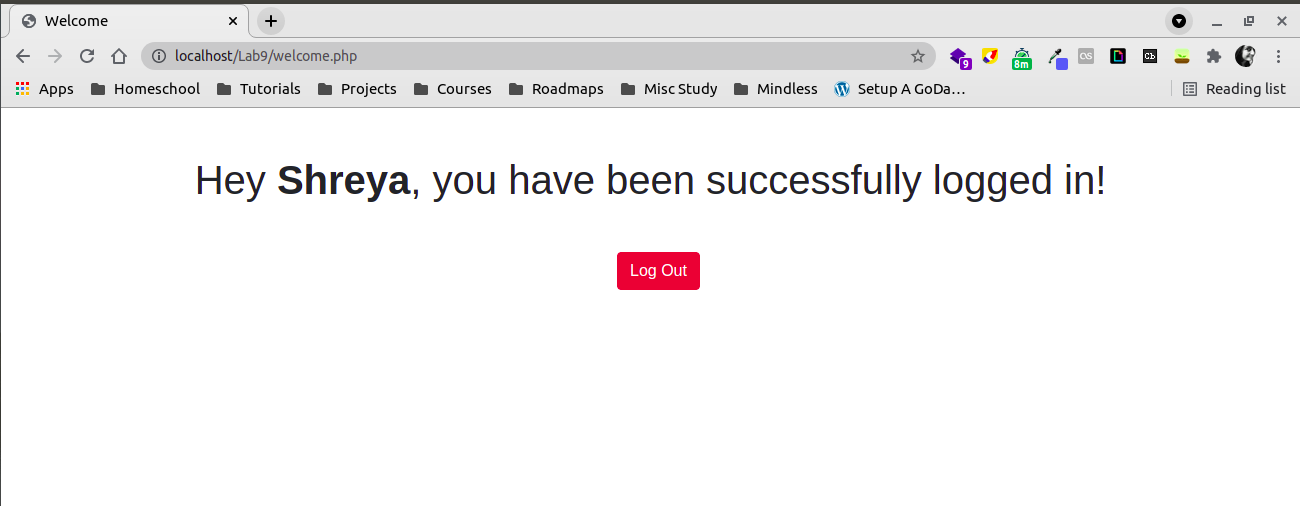 Welcome
localhost/Lab9/welcome.php
9
8m
Cb
Apps Homeschool Tutorials Projects Courses Roadmaps Misc Study Mindless Setup A GoDa… Reading list
Hey Shreya, you have been successfully logged in!
Log Out